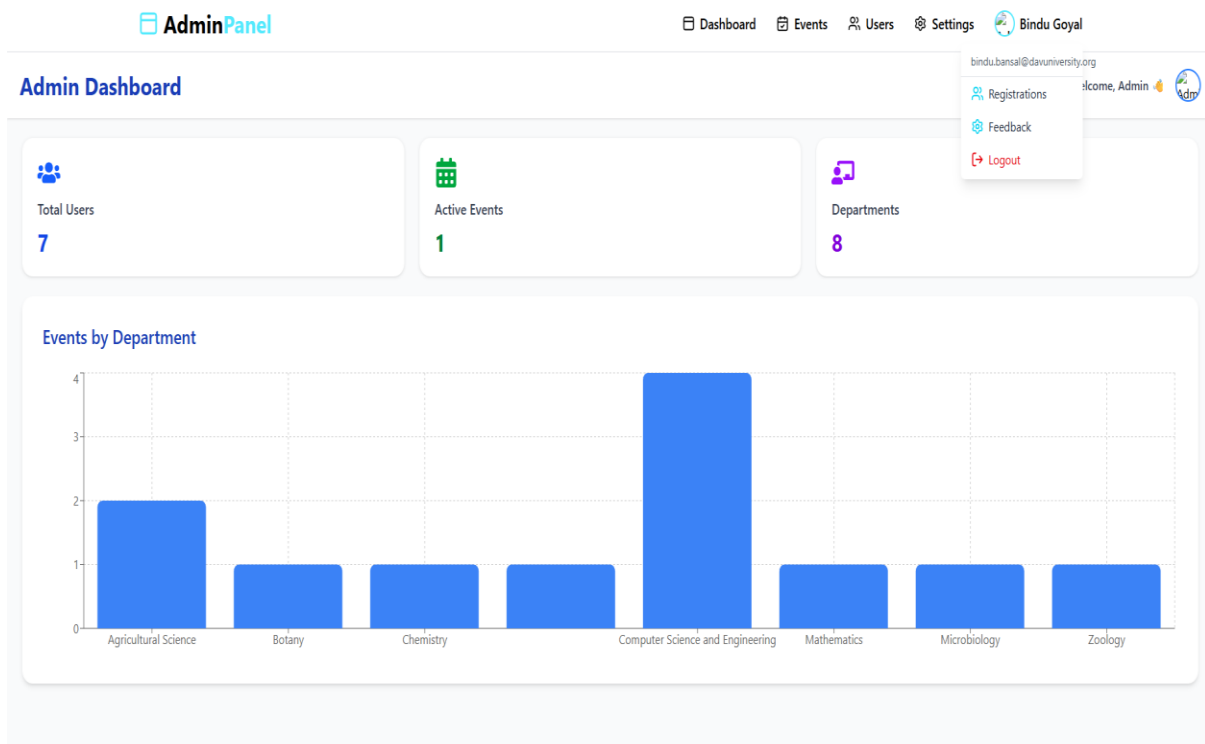 AdminPanel
Dashboard Events Users Settings Bindu Goyal
bindu.bansal@davuniversity.org
Admin Dashboard
elcome, Admin
Adm
Registrations
Feedback
Logout
Total Users
7
Active Events
1
Departments
8
Events by Department
4
3
2
1
0
Agricultural Science Botany Chemistry Computer Science and Engineering Mathematics Microbiology Zoology